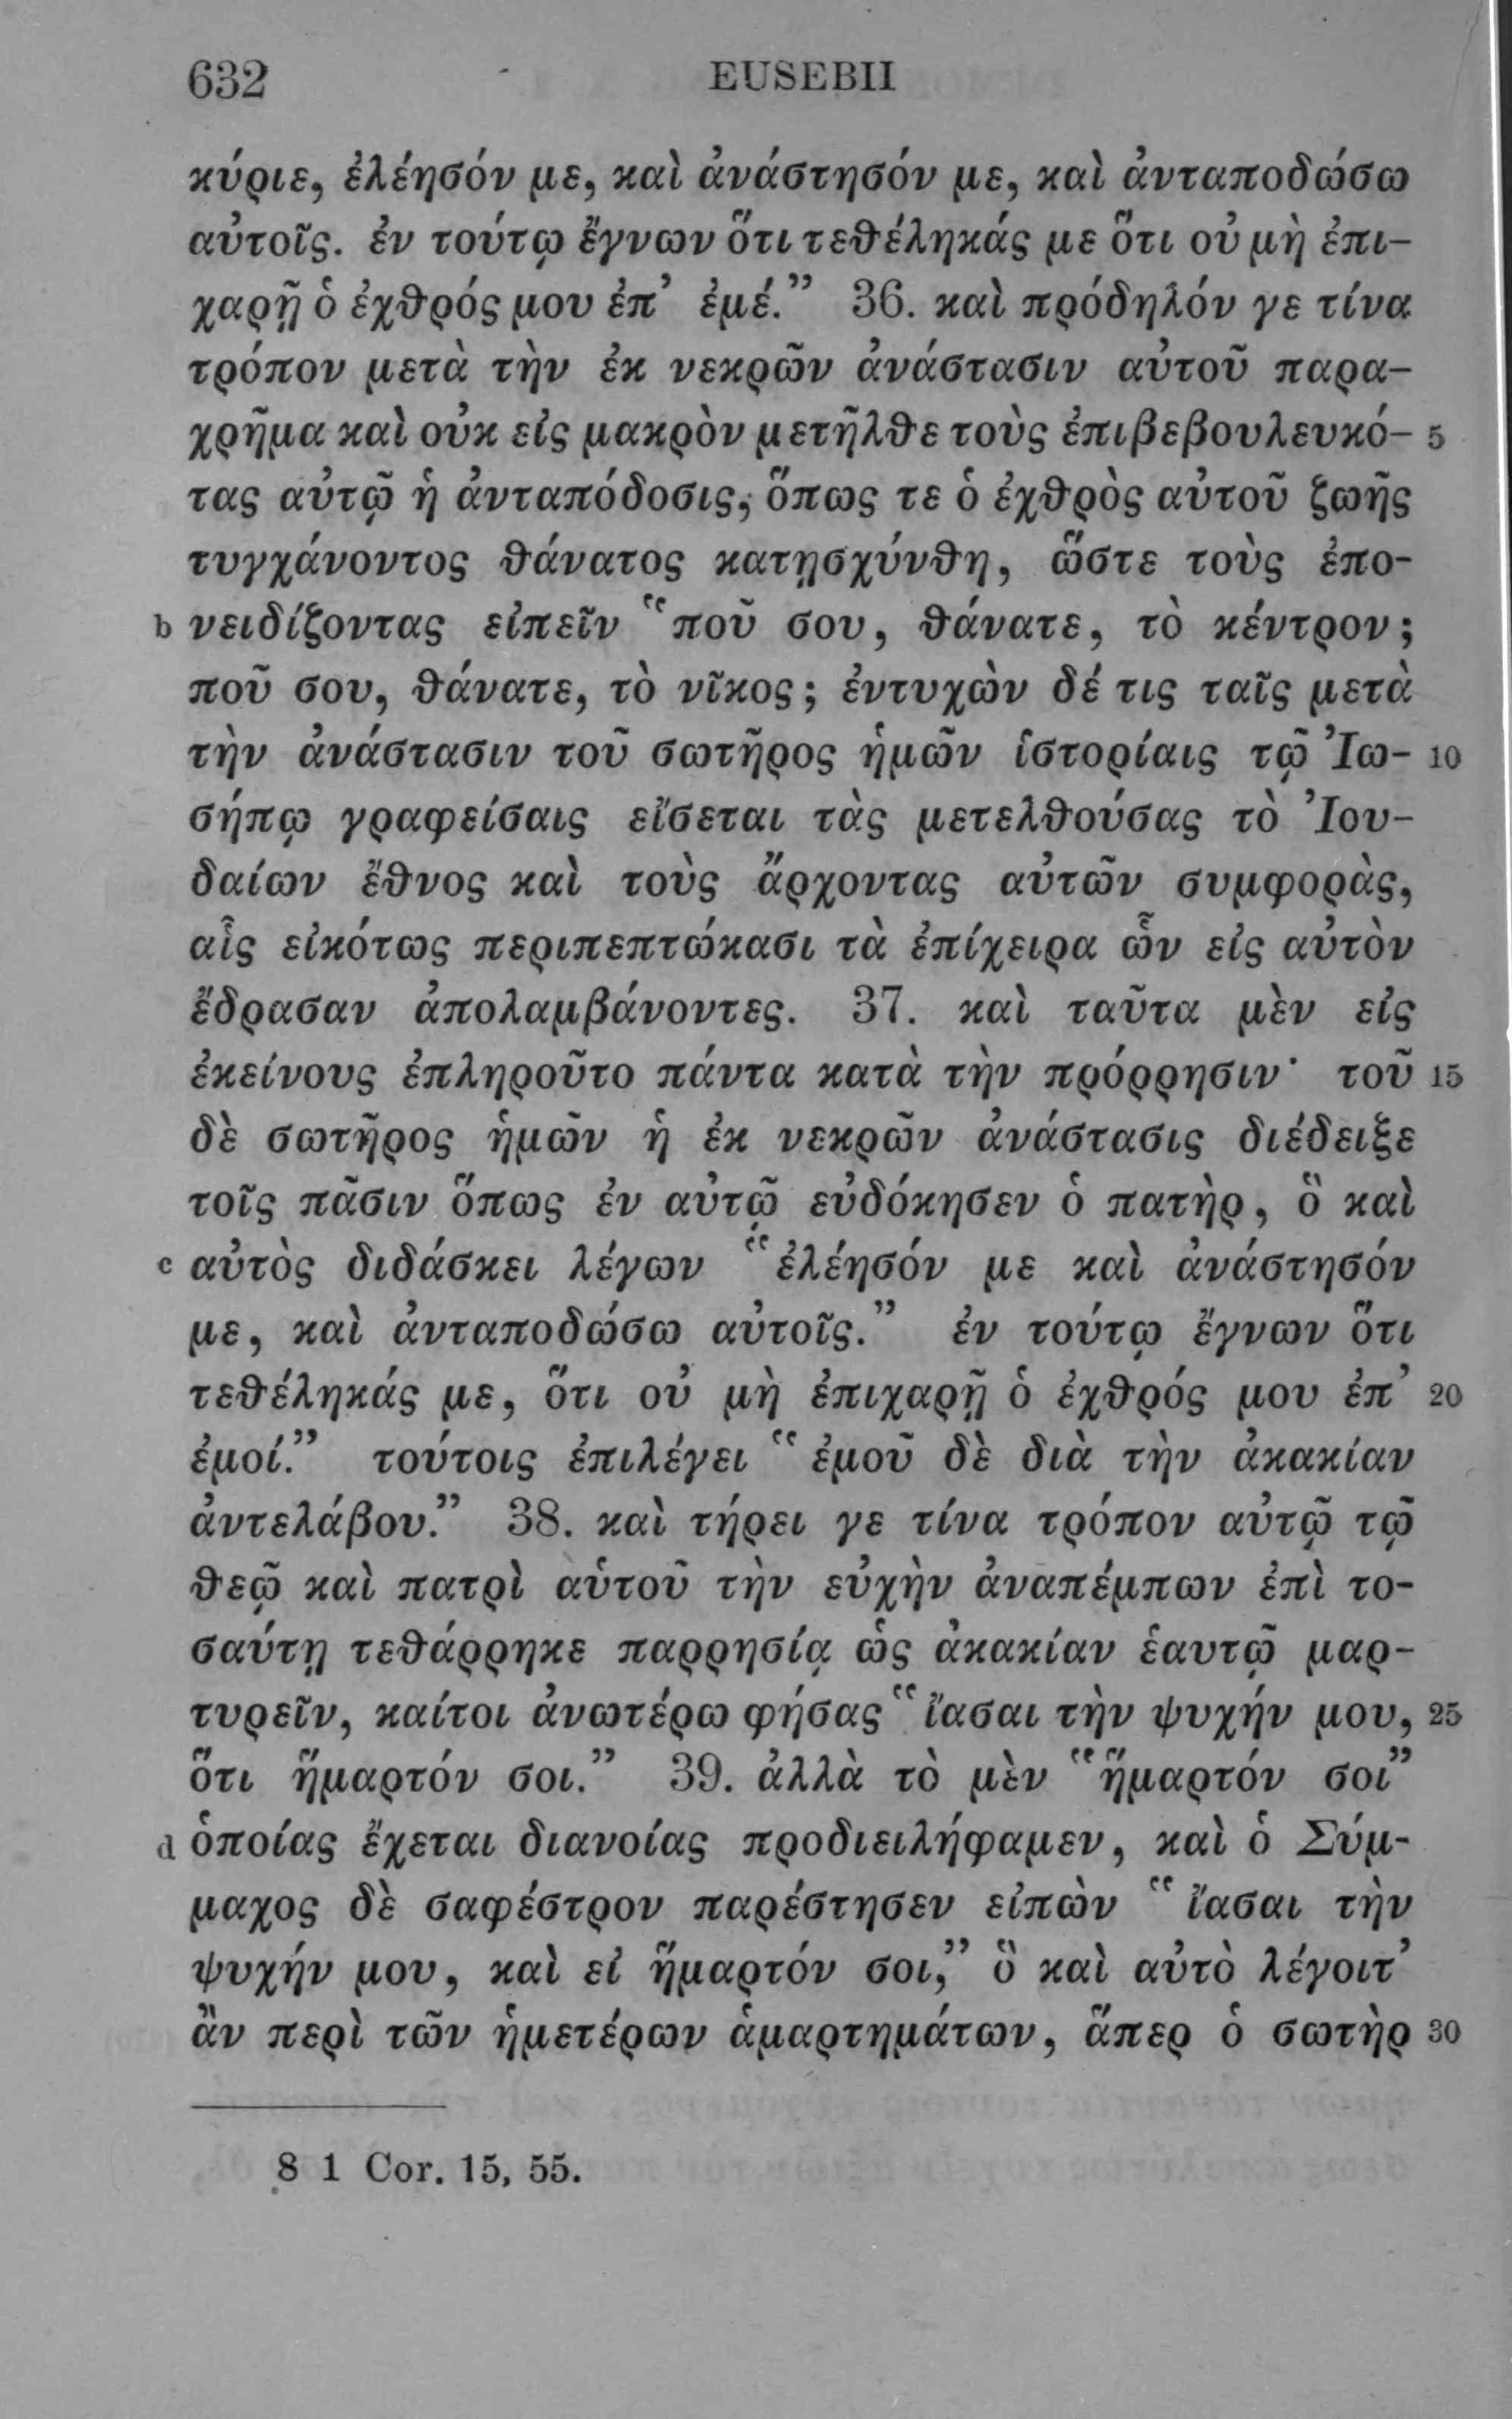 632 EUSEBII
κύριε, ἐλέησόν με, καὶ ἀνάστησόν με, καὶ ἀνταποδώσω
αὐτοῖς. ἐν τούτῳ ἔγνων ὅτι τεθέληκάς με ὅτι οὐ μὴ ἐπι-
χαρῇ ὁ ἐχθρός μου ἐπ’ ἐμέ.” 36. καὶ πρόδηλόν γε τίνα
τρόπον μετὰ τὴν ἐκ νεκρῶν ἀνάστασιν αὐτοῦ παρα-
χρῆμα καὶ οὐκ εἰς μακρὸν μετῆλθε τοὺς ἐπιβεβουλευκό- 5
τας αὐτῷ ἡ ἀνταπόδοσις, ὅπως τε ὁ ἐχθρὸς αὐτοῦ ζωῆς
τυγχάνοντος θάνατος κατῃσχύνθη, ὥστε τοὺς ἐπο-
b νειδίζοντας εἰπεῖν “ποῦ σου, θάνατε, τὸ κέντρον;
ποῦ σου, θάνατε, τὸ νῖκος; ἐντυχὼν δέ τις ταῖς μετὰ
τὴν ἀνάστασιν τοῦ σωτῆρος ἡμῶν ἱστορίαις τῷ Ἰω- 10
σήπῳ γραφείσαις εἴσεται τὰς μετελθούσας τὸ Ἰου-
δαίων ἔθνος καὶ τοὺς ἄρχοντας αὐτῶν συμφορὰς,
αἷς εἰκότως περιπεπτώκασι τὰ ἐπίχειρα ὧν εἰς αὐτὸν
ἔδρασαν ἀπολαμβάνοντες. 37. καὶ ταῦτα μὲν εἰς
ἐκείνους ἐπληροῦτο πάντα κατὰ τὴν πρόρρησιν· τοῦ 15
δὲ σωτῆρος ἡμῶν ἡ ἐκ νεκρῶν ἀνάστασις διέδειξε
τοῖς πᾶσιν ὅπως ἐν αὐτῷ εὐδόκησεν ὁ πατὴρ, ὃ καὶ
c αὐτὸς διδάσκει λέγων “ἐλέησόν με καὶ ἀνάστησόν
με, καὶ ἀνταποδώσω αὐτοῖς.” ἐν τούτῳ ἔγνων ὅτι
τεθέληκάς με, ὅτι οὐ μὴ ἐπιχαρῇ ὁ ἐχθρός μου ἐπ’ 20
ἐμοί.” τούτοις ἐπιλέγει “ἐμοῦ δὲ διὰ τὴν ἀκακίαν
ἀντελάβου.” 38. καὶ τήρει γε τίνα τρόπον αὐτῷ τῷ
θεῷ καὶ πατρὶ αὑτοῦ τὴν εὐχὴν ἀναπέμπων ἐπὶ το-
σαύτῃ τεθάρρηκε παρρησίᾳ ὡς ἀκακίαν ἑαυτῷ μαρ-
τυρεῖν, καίτοι ἀνωτέρω φήσας “ἴασαι τὴν ψυχήν μου, 25
ὅτι ἥμαρτόν σοι.” 39. ἀλλὰ τὸ μὲν “ἥμαρτόν σοι”
d ὁποίας ἔχεται διανοίας προδιειλήφαμεν, καὶ ὁ Σύμ-
μαχος δὲ σαφέστρον παρέστησεν εἰπὼν “ἴασαι τὴν
ψυχήν μου, καὶ εἰ ἥμαρτόν σοι,” ὃ καὶ αὐτὸ λέγοιτ’
ἂν περὶ τῶν ἡμετέρων ἁμαρτημάτων, ἅπερ ὁ σωτὴρ 30
8 1 Cor. 15, 55.